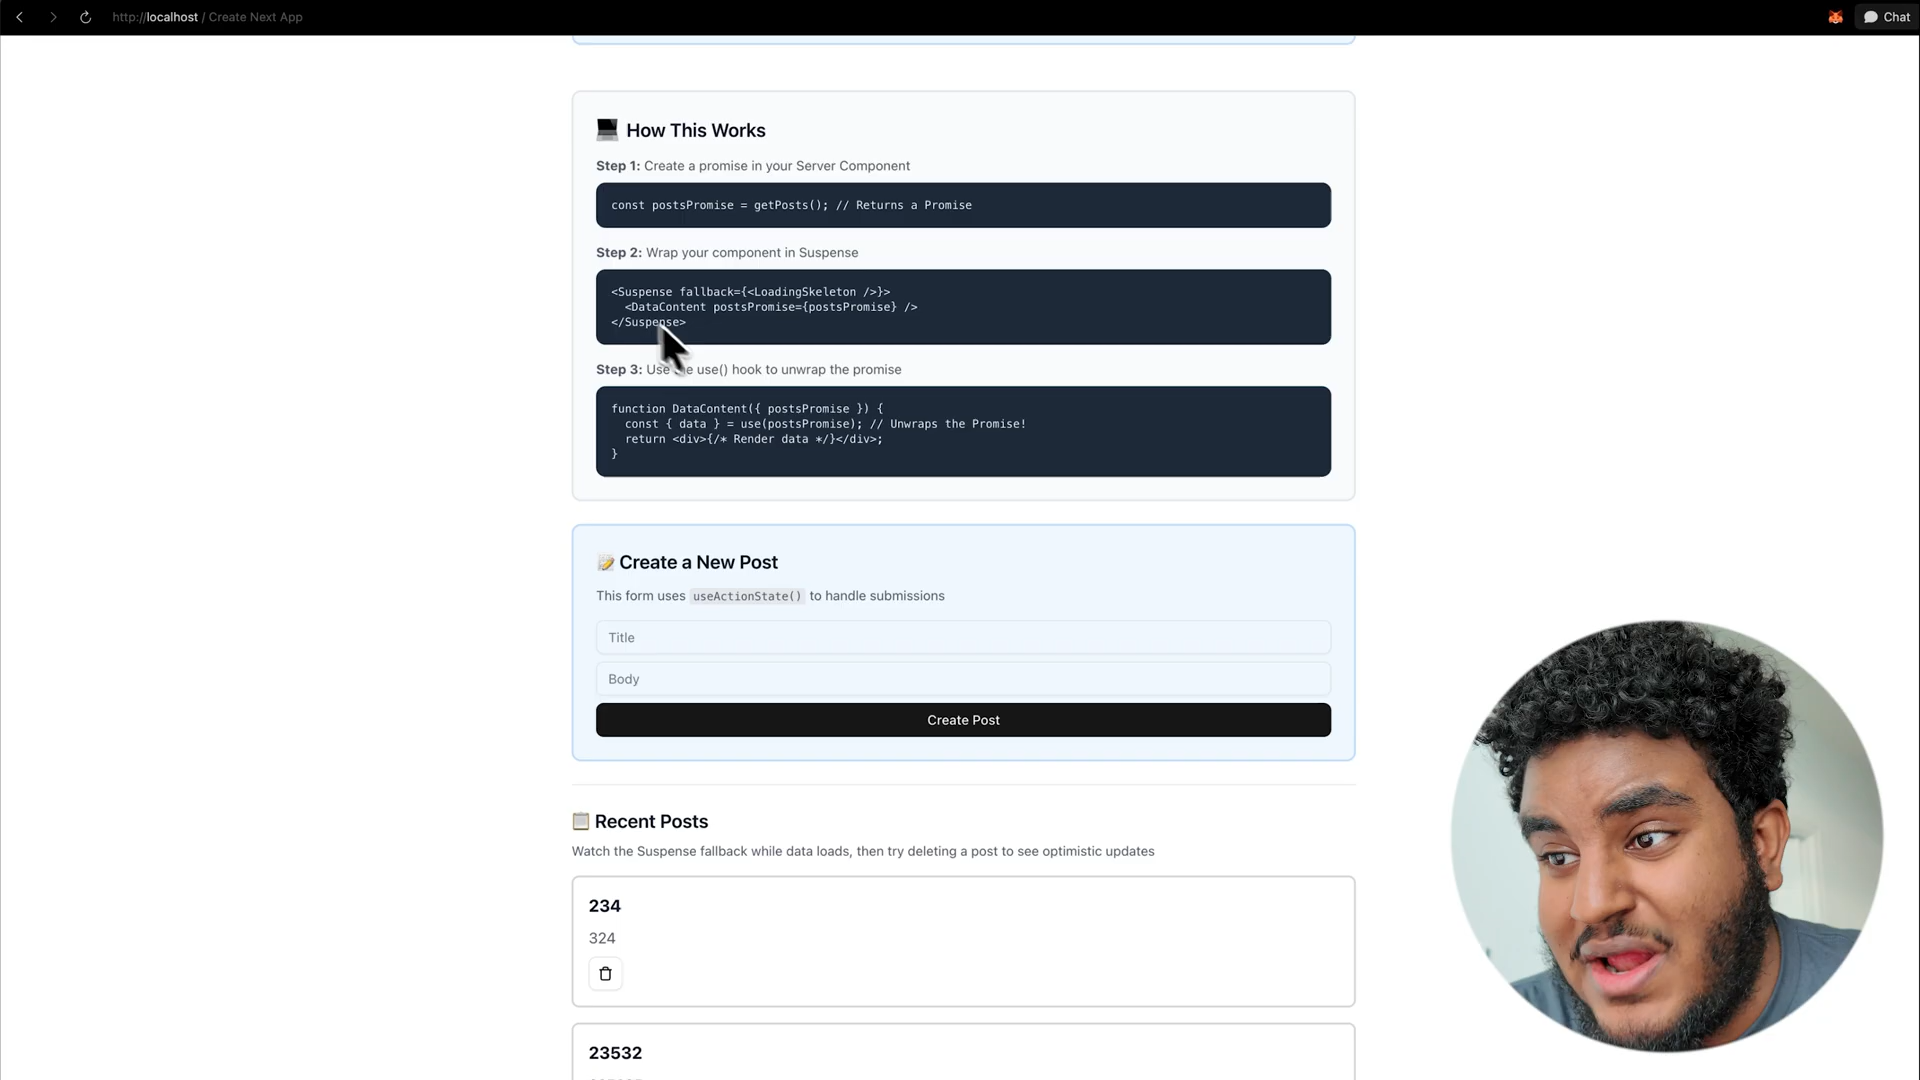 http://localhost / Create Next App
Chat
How This Works
Step 1: Create a promise in your Server Component
const postsPromise = getPosts(); // Returns a Promise
Step 2: Wrap your component in Suspense
<Suspense fallback={<LoadingSkeleton />}>
  <DataContent postsPromise={postsPromise} />
</Suspense>
Step 3: Use use() hook to unwrap the promise
function DataContent({ postsPromise }) {
  const { data } = use(postsPromise); // Unwraps the Promise!
  return <div>{/* Render data */}</div>;
}
Create a New Post
This form uses useActionState() to handle submissions
Title
Body
Create Post
Recent Posts
Watch the Suspense fallback while data loads, then try deleting a post to see optimistic updates
234
324
23532